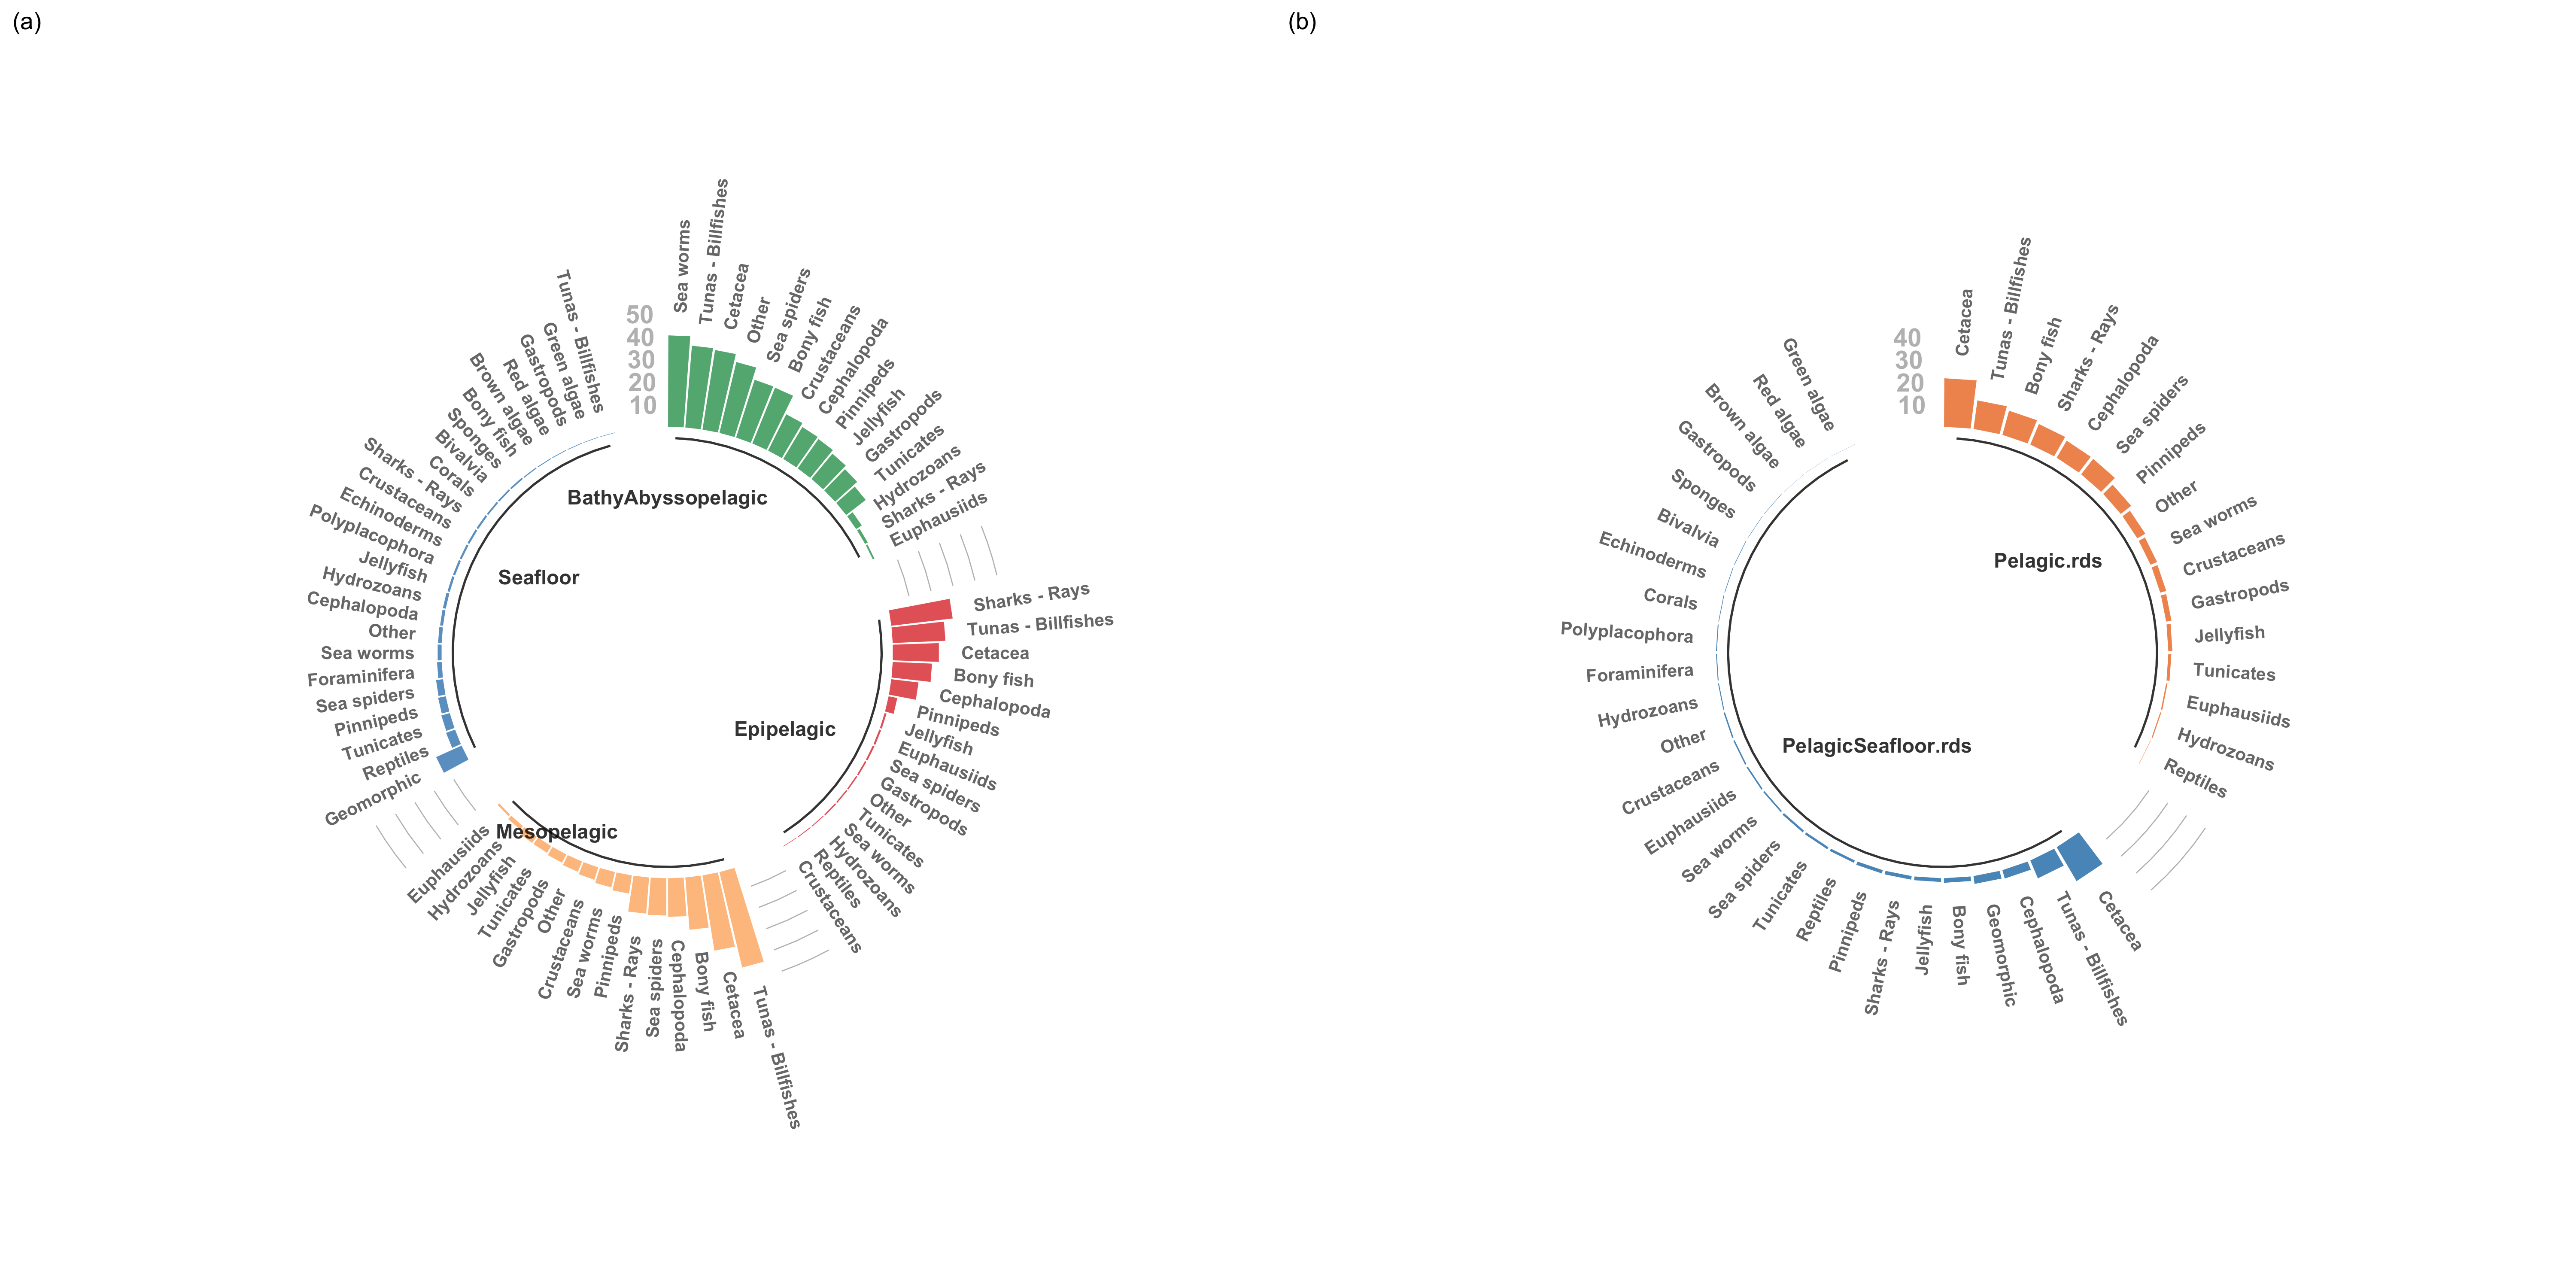 (a)
50
40
30
20
10
Sea worms
Tunas - Billfishes
Cetacea
Other
Sea spiders
Bony fish
Crustaceans
Cephalopoda
Pinnipeds
Jellyfish
Gastropods
Tunicates
Hydrozoans
Sharks - Rays
Euphausiids
BathyAbyssopelagic
Sharks - Rays
Tunas - Billfishes
Cetacea
Bony fish
Cephalopoda
Pinnipeds
Jellyfish
Euphausiids
Sea spiders
Gastropods
Other
Tunicates
Sea worms
Hydrozoans
Reptiles
Crustaceans
Epipelagic
Tunas - Billfishes
Cetacea
Bony fish
Cephalopoda
Sea spiders
Sharks - Rays
Pinnipeds
Sea worms
Crustaceans
Other
Gastropods
Tunicates
Jellyfish
Hydrozoans
Euphausiids
Mesopelagic
Geomorphic
Reptiles
Tunicates
Pinnipeds
Sea spiders
Foraminifera
Sea worms
Other
Cephalopoda
Hydrozoans
Jellyfish
Polyplacophora
Echinoderms
Crustaceans
Sharks - Rays
Corals
Bivalvia
Sponges
Bony fish
Brown algae
Red algae
Gastropods
Green algae
Tunas - Billfishes
Seafloor
(b)
40
30
20
10
Cetacea
Tunas - Billfishes
Bony fish
Sharks - Rays
Cephalopoda
Sea spiders
Pinnipeds
Other
Sea worms
Crustaceans
Gastropods
Jellyfish
Tunicates
Euphausiids
Hydrozoans
Reptiles
Pelagic.rds
Cetacea
Tunas - Billfishes
Cephalopoda
Geomorphic
Bony fish
Jellyfish
Sharks - Rays
Pinnipeds
Reptiles
Tunicates
Sea spiders
Sea worms
Euphausiids
Crustaceans
Other
Hydrozoans
Foraminifera
Polyplacophora
Corals
Echinoderms
Bivalvia
Sponges
Gastropods
Brown algae
Red algae
Green algae
PelagicSeafloor.rds